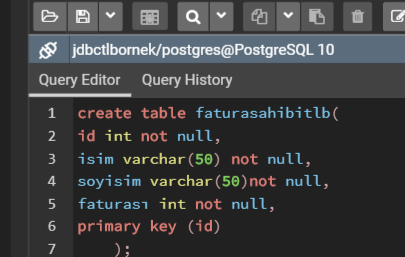 jdbctlbornek/postgres@PostgreSQL 10
Query Editor Query History
1 create table faturasahibitlb(
2 id int not null,
3 isim varchar(50) not null,
4 soyisim varchar(50)not null,
5 faturası int not null,
6 primary key (id)
7 );